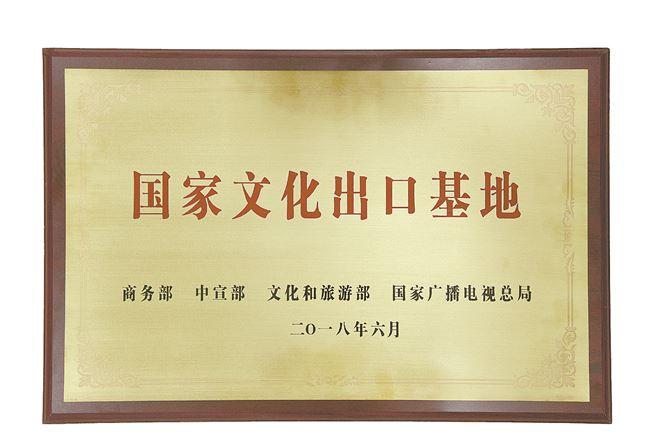 国家文化出口基地
商务部 中宣部 文化和旅游部 国家广播电视总局
二〇一八年六月